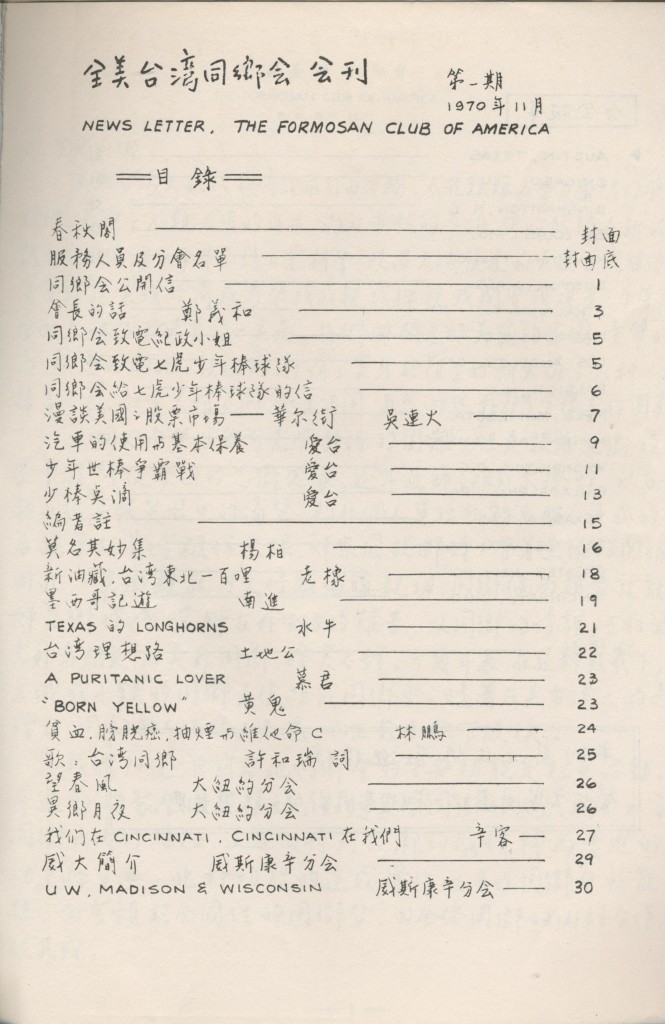 全美台湾同鄉会 会刊
第一期
1970年11月
NEWS LETTER, THE FORMOSAN CLUB OF AMERICA
目錄
春秋閣 封面
服務人員及分會名單 封面底
同鄉会公開信 1
會長的話 鄭義和 3
同鄉会致電紀政小姐 5
同鄉会致電七虎少年棒球隊 5
同鄉会給七虎少年棒球隊的信 6
漫談美國之股票市場——華尔街 吳連火 7
汽車的使用与基本保養 愛台 9
少年世棒爭霸戰 愛台 11
少棒点滴 愛台 13
編者註 15
莫名其妙集 楊柏 16
新油藏,台湾東北一百哩 老樣 18
墨西哥記遊 南進 19
TEXAS 的 LONGHORNS 水牛 21
台湾理想路 土地公 22
A PURITANIC LOVER 慕君 23
"BORN YELLOW" 黃鬼 23
貧血,膀胱癌,抽煙与維他命C 林鵬 24
歌:台湾同鄉 許和瑞 詞 25
望春風 大紐約分会 26
異鄉月夜 大紐約分会 26
我们在 CINCINNATI, CINCINNATI 在我們 辛客 27
威大簡介 威斯康辛分会 29
UW, MADISON & WISCONSIN 威斯康辛分会 30